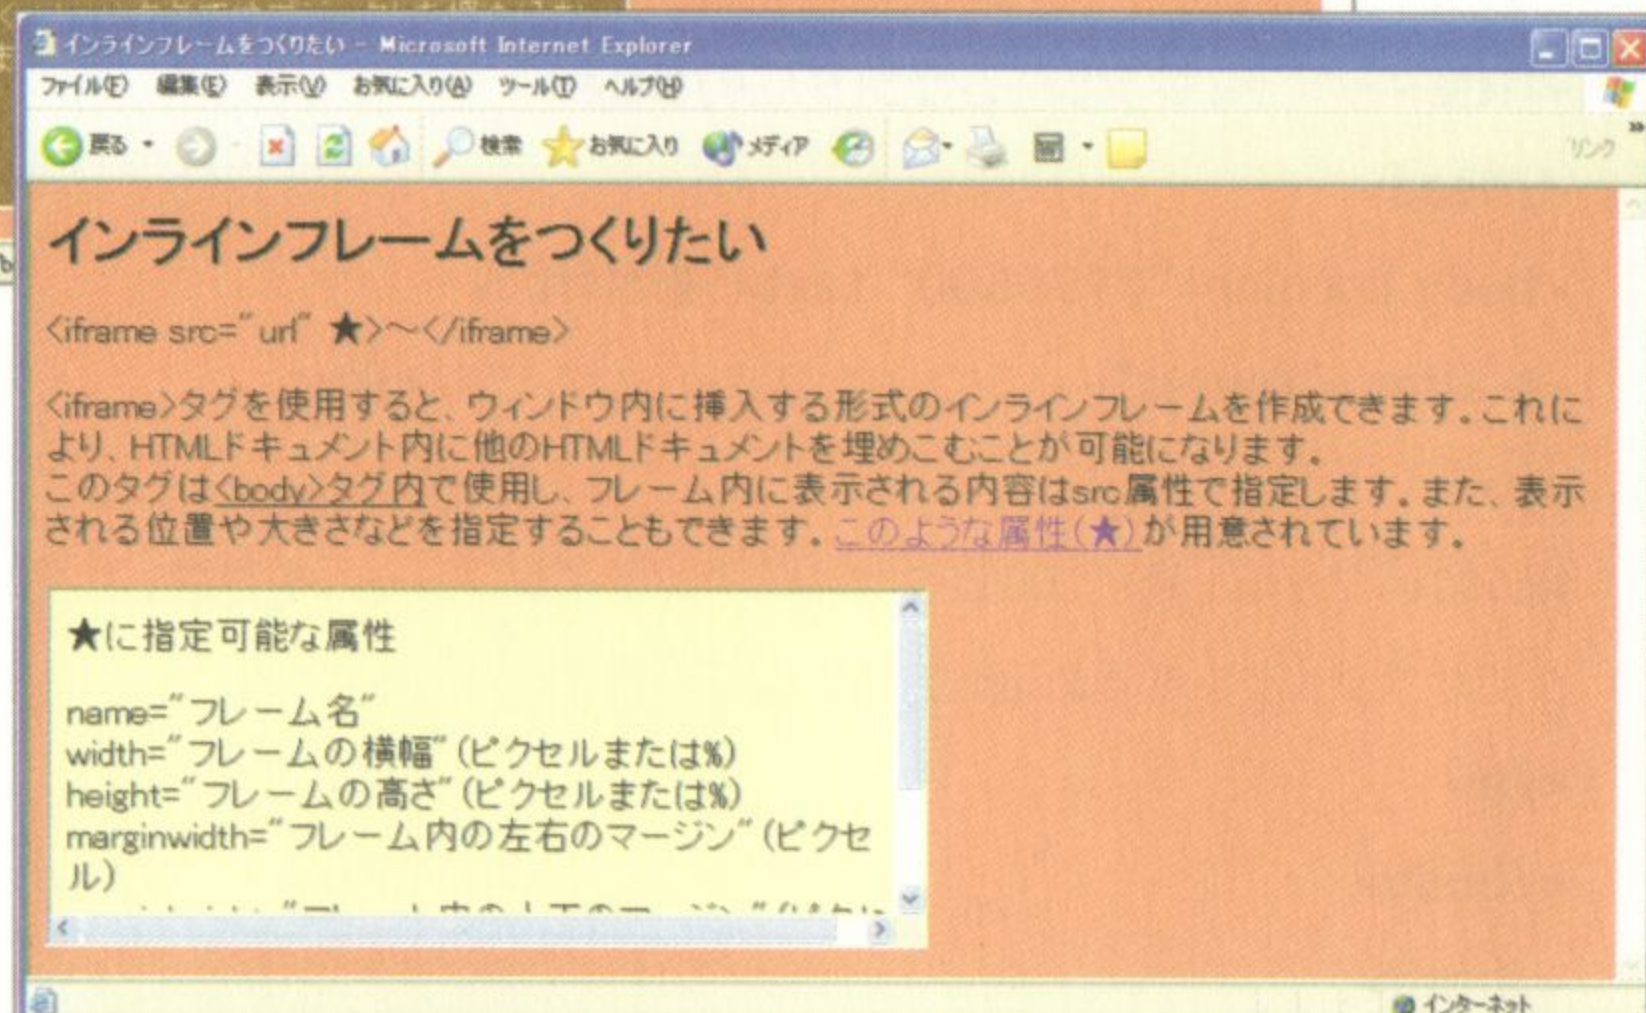 インラインフレームをつくりたい - Microsoft Internet Explorer
ファイル(F) 編集(E) 表示(V) お気に入り(A) ツール(T) ヘルプ(H)
戻る 検索 お気に入り メディア リンク
インラインフレームをつくりたい
<iframe src="url" ★>～</iframe>
<iframe>タグを使用すると、ウィンドウ内に挿入する形式のインラインフレームを作成できます。これに
より、HTMLドキュメント内に他のHTMLドキュメントを埋めこむことが可能になります。
このタグは<body>タグ内で使用し、フレーム内に表示される内容はsrc属性で指定します。また、表示
される位置や大きさなどを指定することもできます。このような属性(★)が用意されています。
★に指定可能な属性
name="フレーム名"
width="フレームの横幅"(ピクセルまたは%)
height="フレームの高さ"(ピクセルまたは%)
marginwidth="フレーム内の左右のマージン"(ピクセ
ル)
インターネット